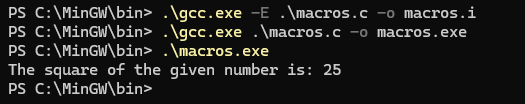 PS C:\MinGW\bin> .\gcc.exe -E .\macros.c -o macros.i
PS C:\MinGW\bin> .\gcc.exe .\macros.c -o macros.exe
PS C:\MinGW\bin> .\macros.exe
The square of the given number is: 25
PS C:\MinGW\bin>